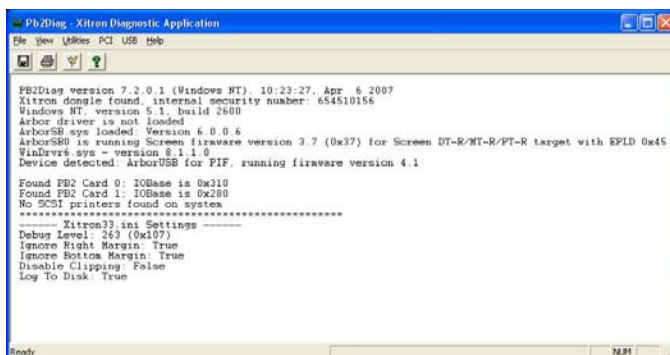 Pb2Diag - Xitron Diagnostic Application
File View Utilities PCI USB Help
PB2Diag version 7.2.0.1 (Windows NT). 10:23:27, Apr 6 2007
Xitron dongle found, internal security number: 654510156
Windows NT, version 5.1, build 2600
Arbor driver is not loaded
ArborSB.sys loaded: Version 6.0.0.6
ArborSB0 is running Screen firmware version 3.7 (0x37) for Screen DT-R/MT-R/PT-R target with EPLD 0x45
WinDrvr6.sys - version 8.1.1.0
Device detected: ArborUSB for PIF, running firmware version 4.1
Found PB2 Card 0; IOBase is 0x310
Found PB2 Card 1; IOBase is 0x280
No SCSI printers found on system
****************************************************
------ Xitron33.ini Settings ------
Debug Level: 263 (0x107)
Ignore Right Margin: True
Ignore Bottom Margin: True
Disable Clipping: False
Log To Disk: True
Ready NUM